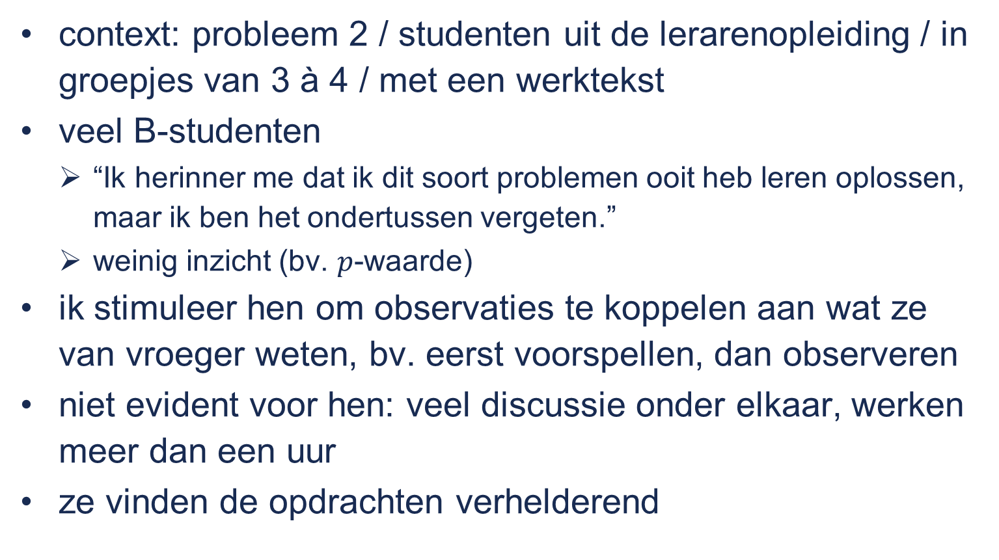 • context: probleem 2 / studenten uit de lerarenopleiding / in
groepjes van 3 à 4 / met een werktekst
• veel B-studenten
➢ “Ik herinner me dat ik dit soort problemen ooit heb leren oplossen,
maar ik ben het ondertussen vergeten.”
➢ weinig inzicht (bv. 𝑝-waarde)
• ik stimuleer hen om observaties te koppelen aan wat ze
van vroeger weten, bv. eerst voorspellen, dan observeren
• niet evident voor hen: veel discussie onder elkaar, werken
meer dan een uur
• ze vinden de opdrachten verhelderend